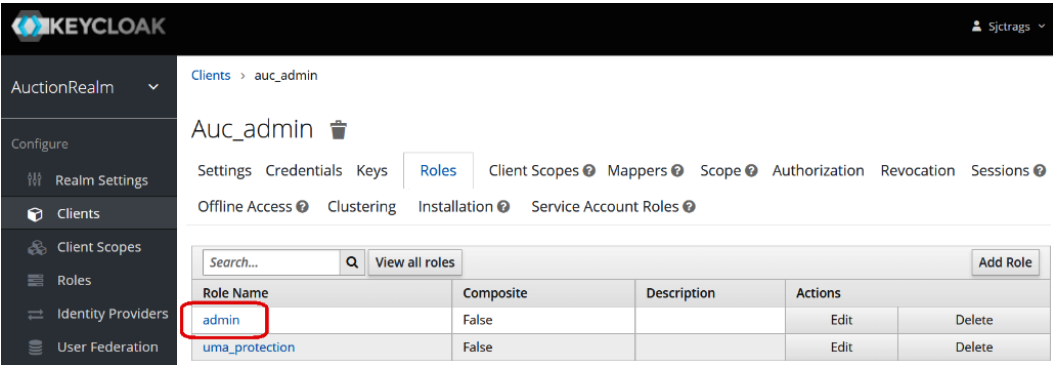 KEYCLOAK
Sjctrags
AuctionRealm
Configure
Realm Settings
Clients
Client Scopes
Roles
Identity Providers
User Federation
Clients > auc_admin
Auc_admin
Settings Credentials Keys Roles Client Scopes Mappers Scope Authorization Revocation Sessions
Offline Access Clustering Installation Service Account Roles
Search... View all roles Add Role
Role Name Composite Description Actions
admin False Edit Delete
uma_protection False Edit Delete